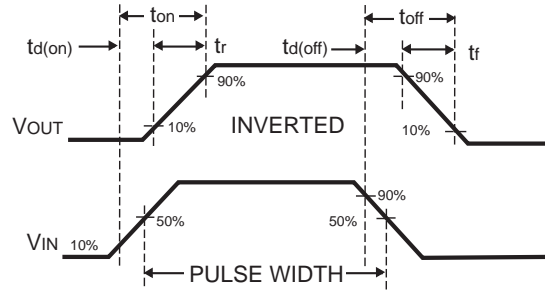 ton toff
td(on) tr td(off) tf
90% 90%
VOUT 10% INVERTED 10%
90%
50% 50%
VIN 10%
PULSE WIDTH